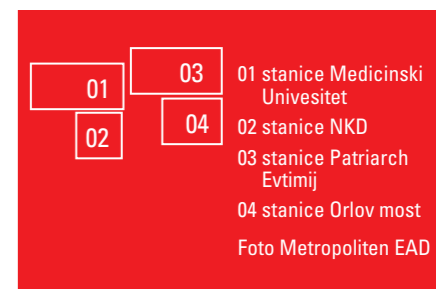 01
03
02
04
01 stanice Medicinski
Univesitet
02 stanice NKD
03 stanice Patriarch
Evtimij
04 stanice Orlov most
Foto Metropoliten EAD